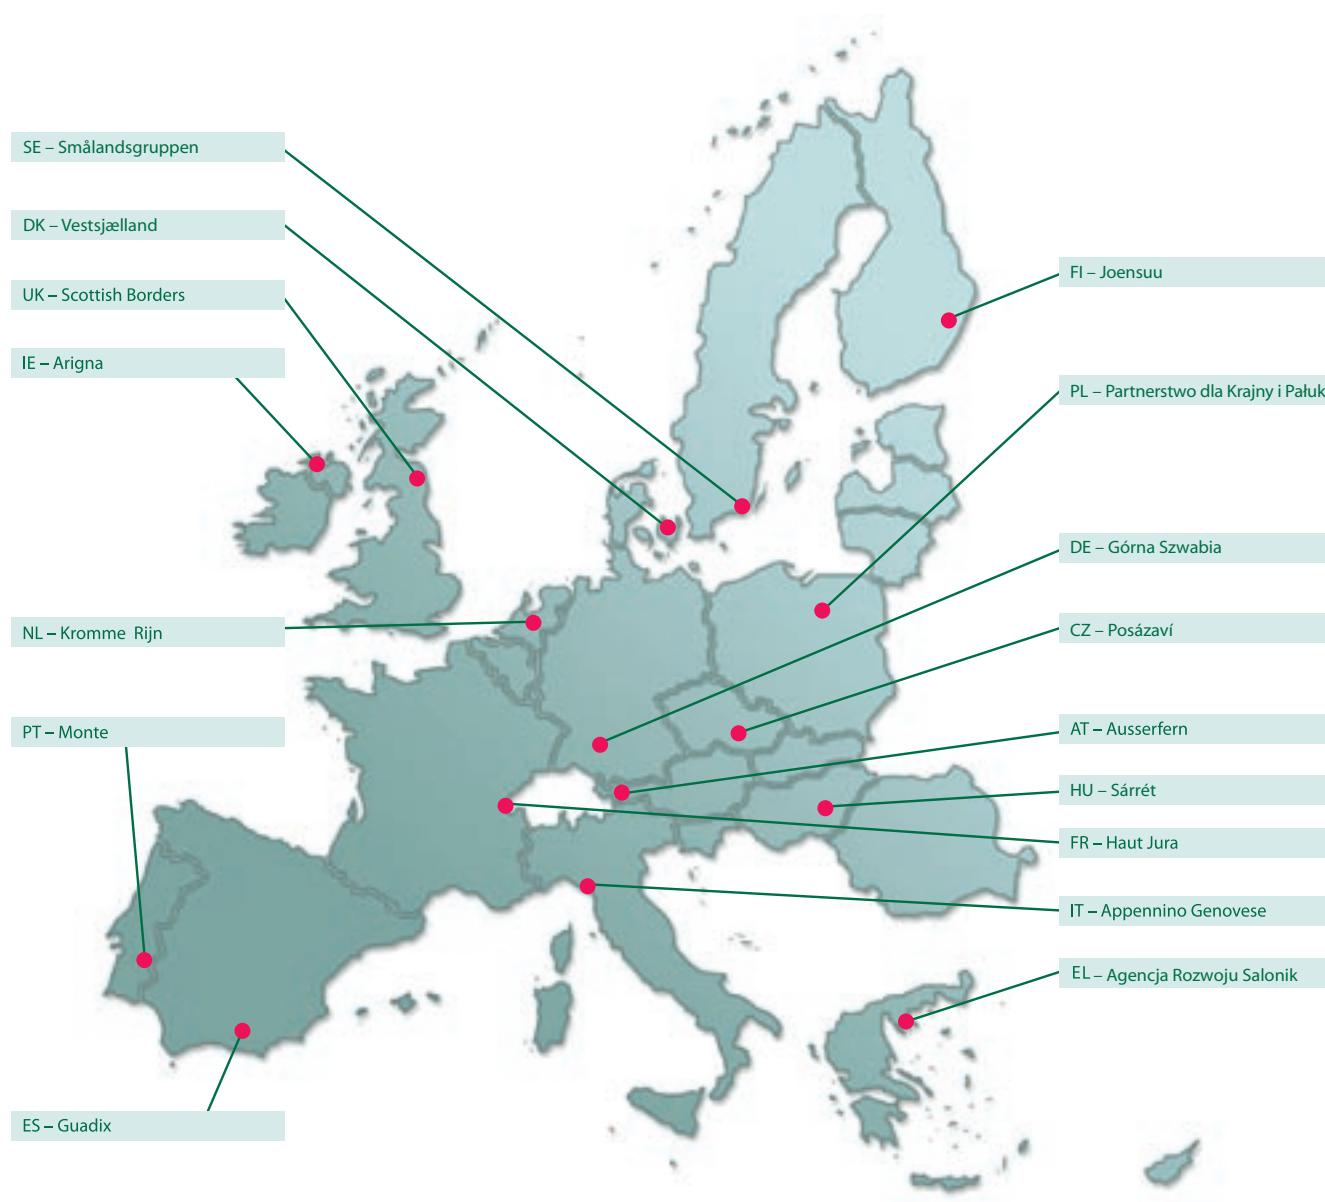 SE – Smålandsgruppen
DK – Vestsjælland
UK – Scottish Borders
IE – Arigna
NL – Kromme Rijn
PT – Monte
ES – Guadix
FI – Joensuu
PL – Partnerstwo dla Krajny i Pałuk
DE – Górna Szwabia
CZ – Posázaví
AT – Ausserfern
HU – Sárrét
FR – Haut Jura
IT – Appennino Genovese
EL – Agencja Rozwoju Salonik